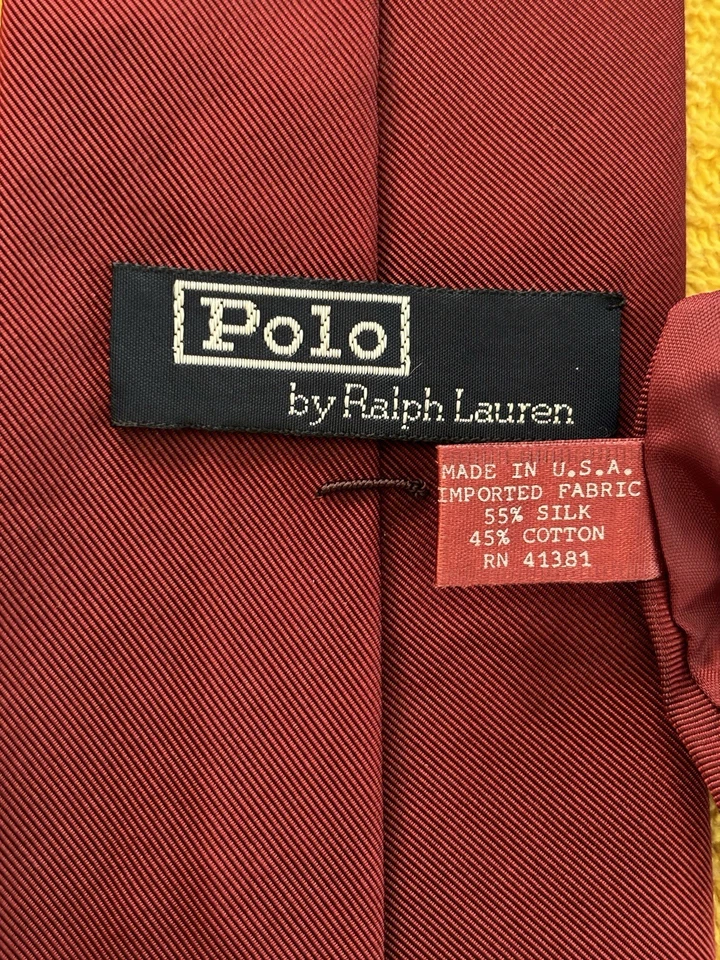 Polo
by Ralph Lauren
MADE IN U.S.A.
IMPORTED FABRIC
55% SILK
45% COTTON
RN 41381